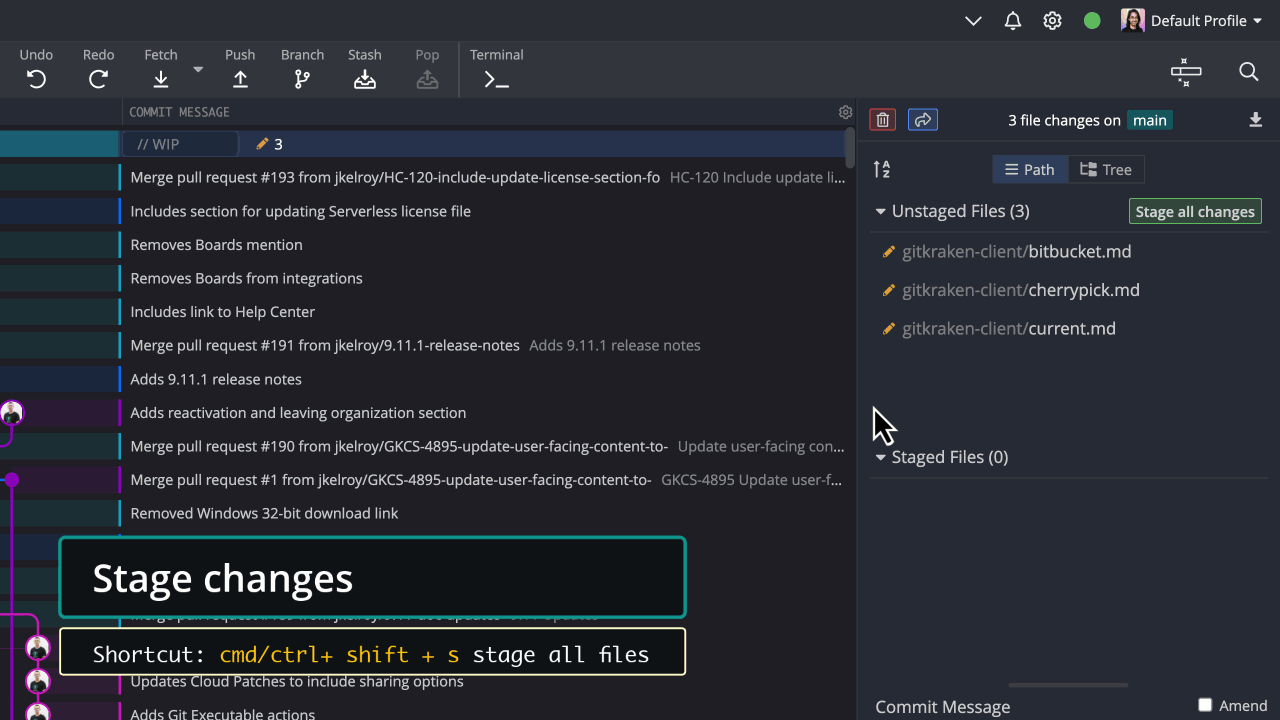 Default Profile
Undo Redo Fetch Push Branch Stash Pop Terminal
COMMIT MESSAGE
// WIP 3
Merge pull request #193 from jkelroy/HC-120-include-update-license-section-fo HC-120 Include update li...
Includes section for updating Serverless license file
Removes Boards mention
Removes Boards from integrations
Includes link to Help Center
Merge pull request #191 from jkelroy/9.11.1-release-notes Adds 9.11.1 release notes
Adds 9.11.1 release notes
Adds reactivation and leaving organization section
Merge pull request #190 from jkelroy/GKCS-4895-update-user-facing-content-to- Update user-facing con...
Merge pull request #1 from jkelroy/GKCS-4895-update-user-facing-content-to- GKCS-4895 Update user-f...
Removed Windows 32-bit download link
Stage changes
Shortcut: cmd/ctrl+ shift + s stage all files
Updates Cloud Patches to include sharing options
Adds Git Executable actions
3 file changes on main
A
Z
Path Tree
Unstaged Files (3) Stage all changes
gitkraken-client/bitbucket.md
gitkraken-client/cherrypick.md
gitkraken-client/current.md
Staged Files (0)
Commit Message Amend